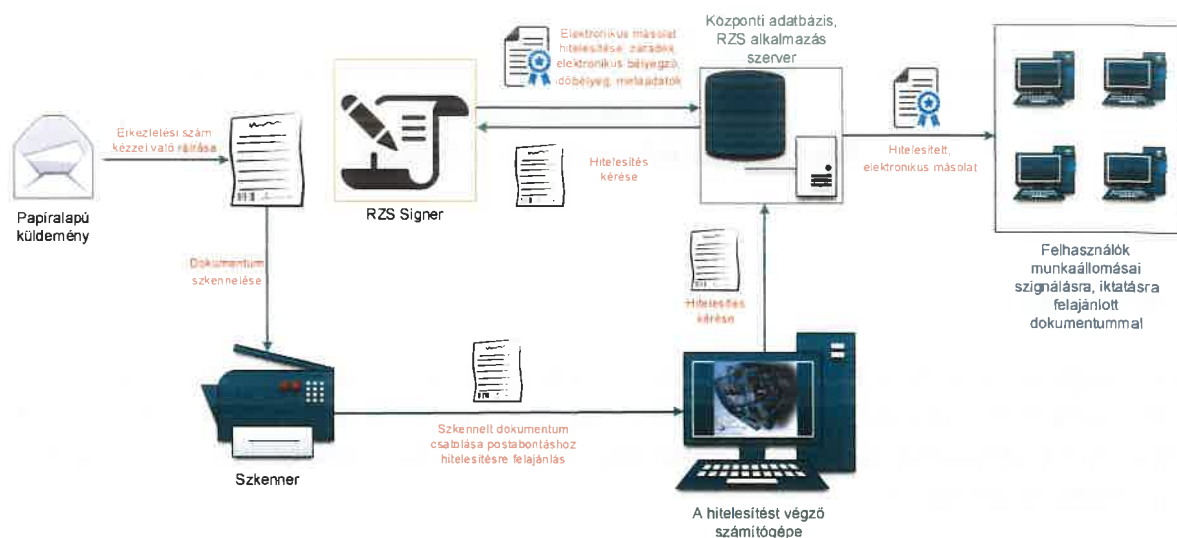 Elektronikus másolat
hitelesítése, záradék,
elektronikus bélyegző,
időbélyeg, metaadatok
Központi adatbázis,
RZS alkalmazás
szerver
Érkeztetési szám
kézzel való ráírása
Papíralapú
küldemény
RZS Signer
Hitelesítés
kérése
Hitelesített,
elektronikus másolat
Dokumentum
szkennelése
Hitelesítés
kérése
Felhasználók
munkaállomásai
szignálásra, iktatásra
felajánlott
dokumentummal
Szkennelt dokumentum
csatolása postabontáshoz
hitelesítésre felajánlás
Szkenner
A hitelesítést végző
számítógépe